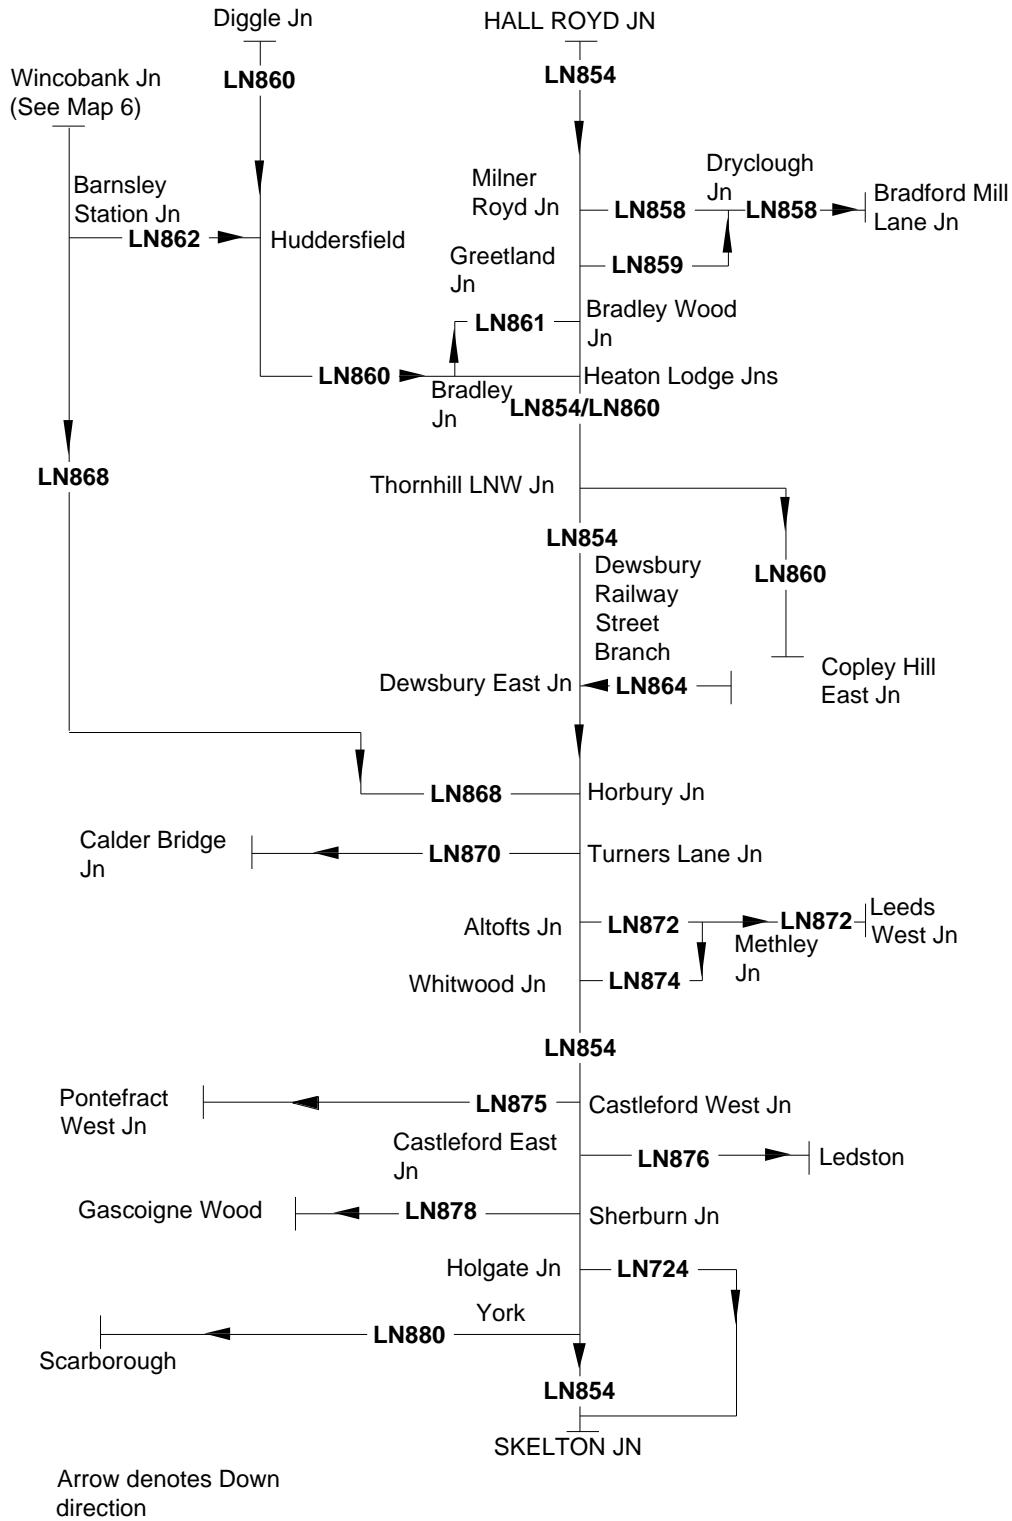 Diggle Jn
HALL ROYD JN
LN860
LN854
Wincobank Jn
(See Map 6)
Barnsley
Station Jn
LN862
Huddersfield
Milner
Royd Jn
LN858
Dryclough
Jn
LN858
Bradford Mill
Lane Jn
Greetland
Jn
LN859
LN861
Bradley Wood
Jn
LN860
Bradley
Jn
Heaton Lodge Jns
LN854/LN860
LN868
Thornhill LNW Jn
LN854
LN860
Dewsbury
Railway
Street
Branch
Dewsbury East Jn
LN864
Copley Hill
East Jn
LN868
Horbury Jn
Calder Bridge
Jn
LN870
Turners Lane Jn
Altofts Jn
LN872
LN872
Leeds
West Jn
Methley
Jn
Whitwood Jn
LN874
LN854
Pontefract
West Jn
LN875
Castleford West Jn
Castleford East
Jn
LN876
Ledston
Gascoigne Wood
LN878
Sherburn Jn
Holgate Jn
LN724
York
LN880
Scarborough
LN854
SKELTON JN
Arrow denotes Down
direction